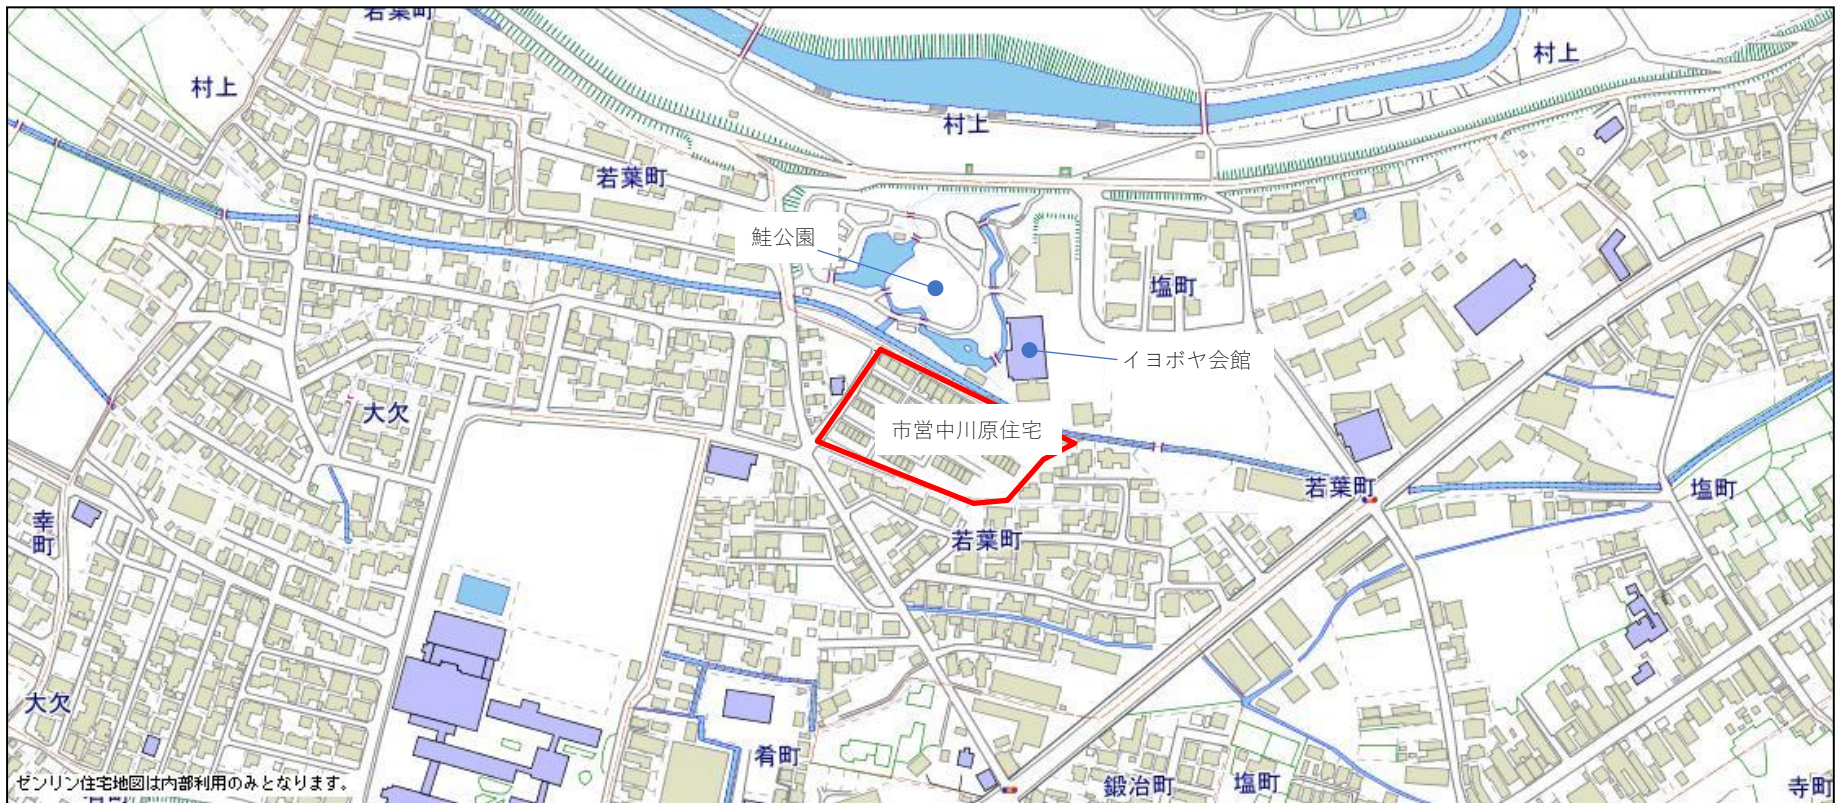 若葉町
村上
村上
村上
若葉町
鮭公園
塩町
イヨボヤ会館
大欠
市営中川原住宅
若葉町
塩町
幸町
若葉町
大欠
肴町
鍛治町
塩町
寺町
ゼンリン住宅地図は内部利用のみとなります。